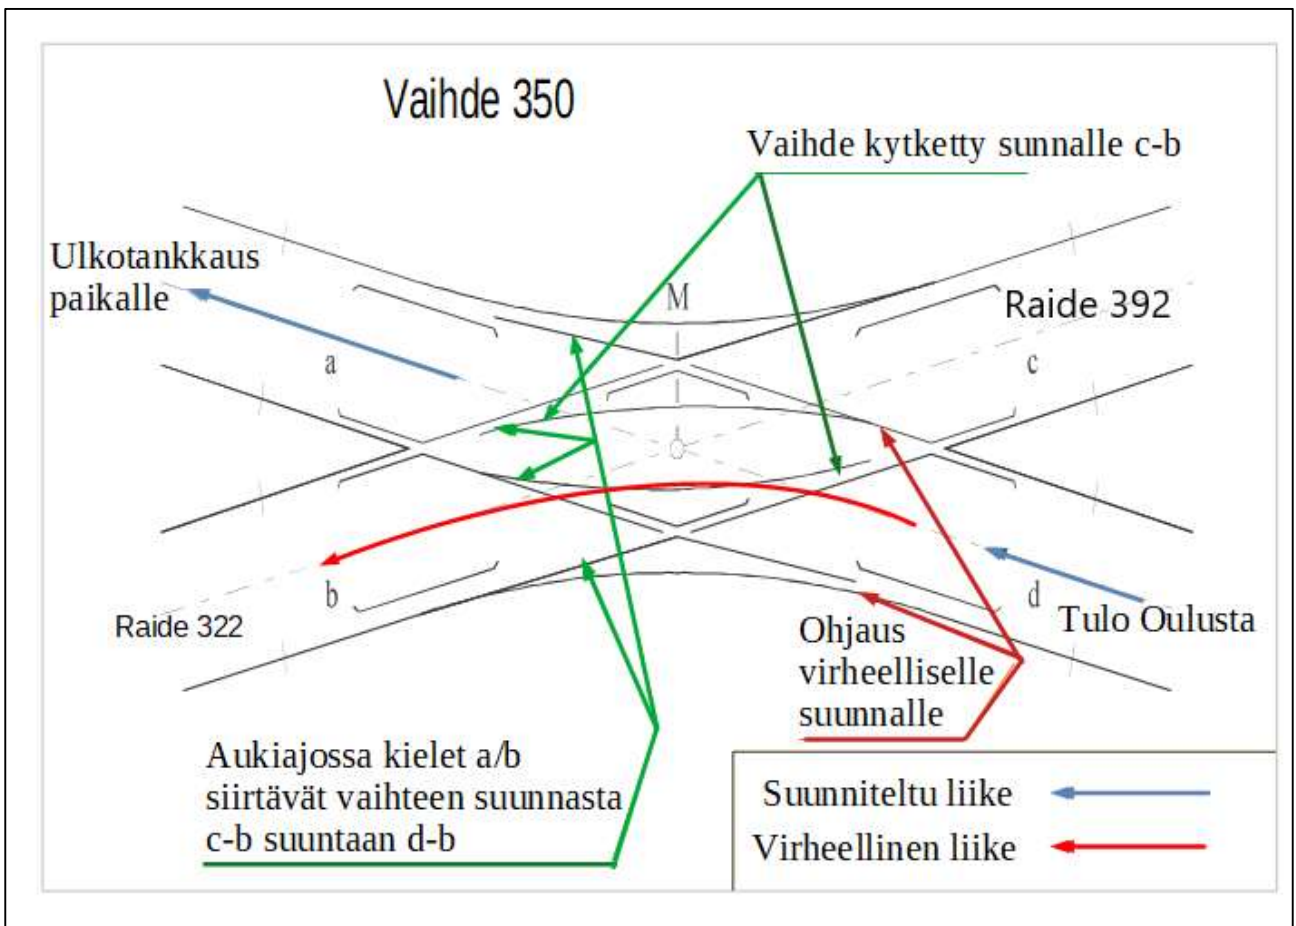 Vaihde 350
Vaihde kytketty sunnalle c-b
Ulkotankkaus
paikalle
M
Raide 392
a
c
b
d
Raide 322
Tulo Oulusta
Ohjaus
virheelliselle
suunnalle
Aukiajossa kielet a/b
siirtävät vaihteen suunnasta
c-b suuntaan d-b
Suunniteltu liike
Virheellinen liike